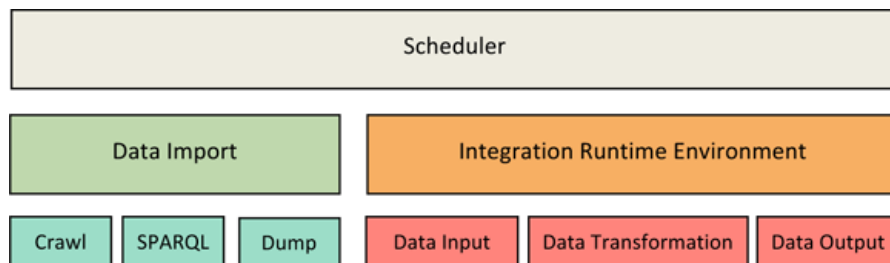 Scheduler
Data Import
Integration Runtime Environment
Crawl
SPARQL
Dump
Data Input
Data Transformation
Data Output